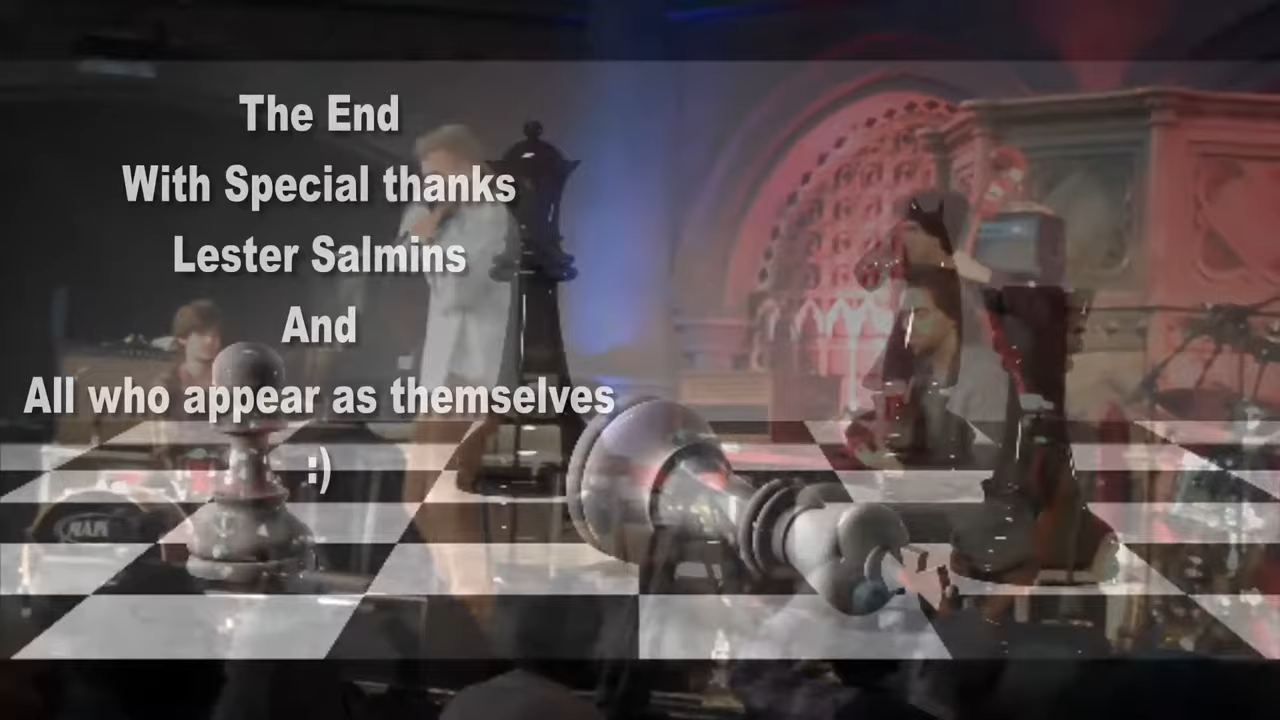 The End
With Special thanks
Lester Salmins
And
All who appear as themselves
:)